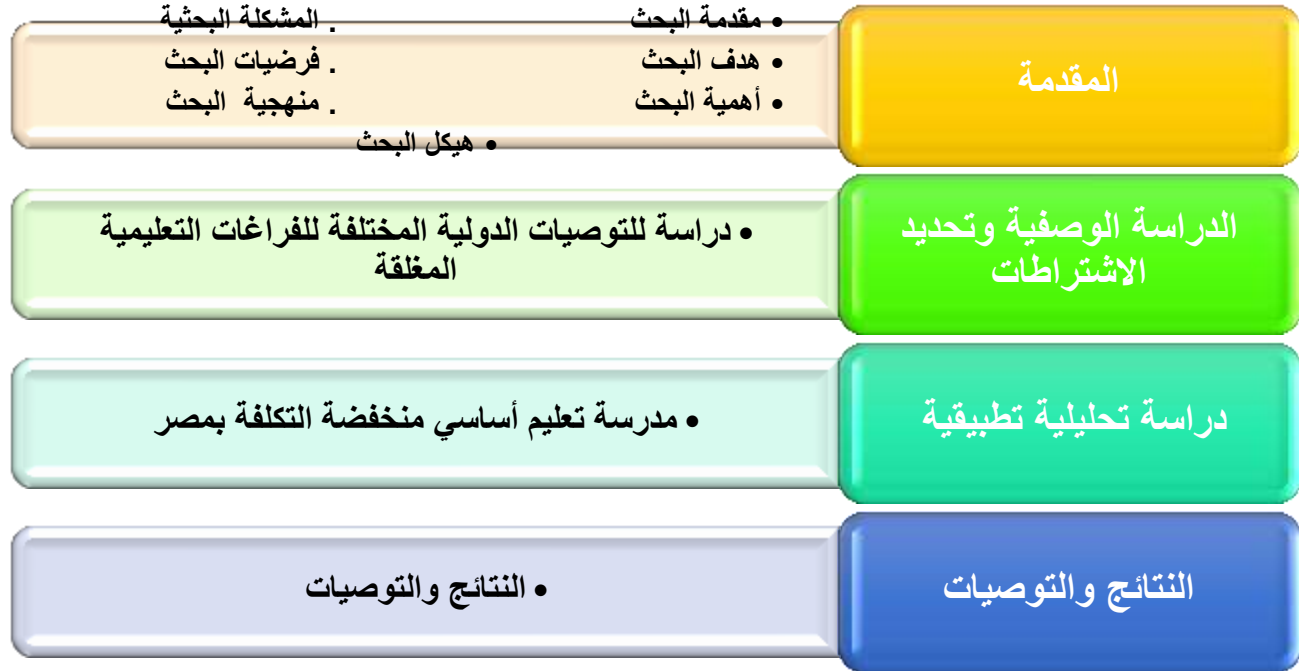 المقدمة
• مقدمة البحث . المشكلة البحثية
• هدف البحث . فرضيات البحث
• أهمية البحث . منهجية البحث
• هيكل البحث
الدراسة الوصفية وتحديد
الاشتراطات
• دراسة للتوصيات الدولية المختلفة للفراغات التعليمية
المغلقة
دراسة تحليلية تطبيقية
• مدرسة تعليم أساسي منخفضة التكلفة بمصر
النتائج والتوصيات
• النتائج والتوصيات